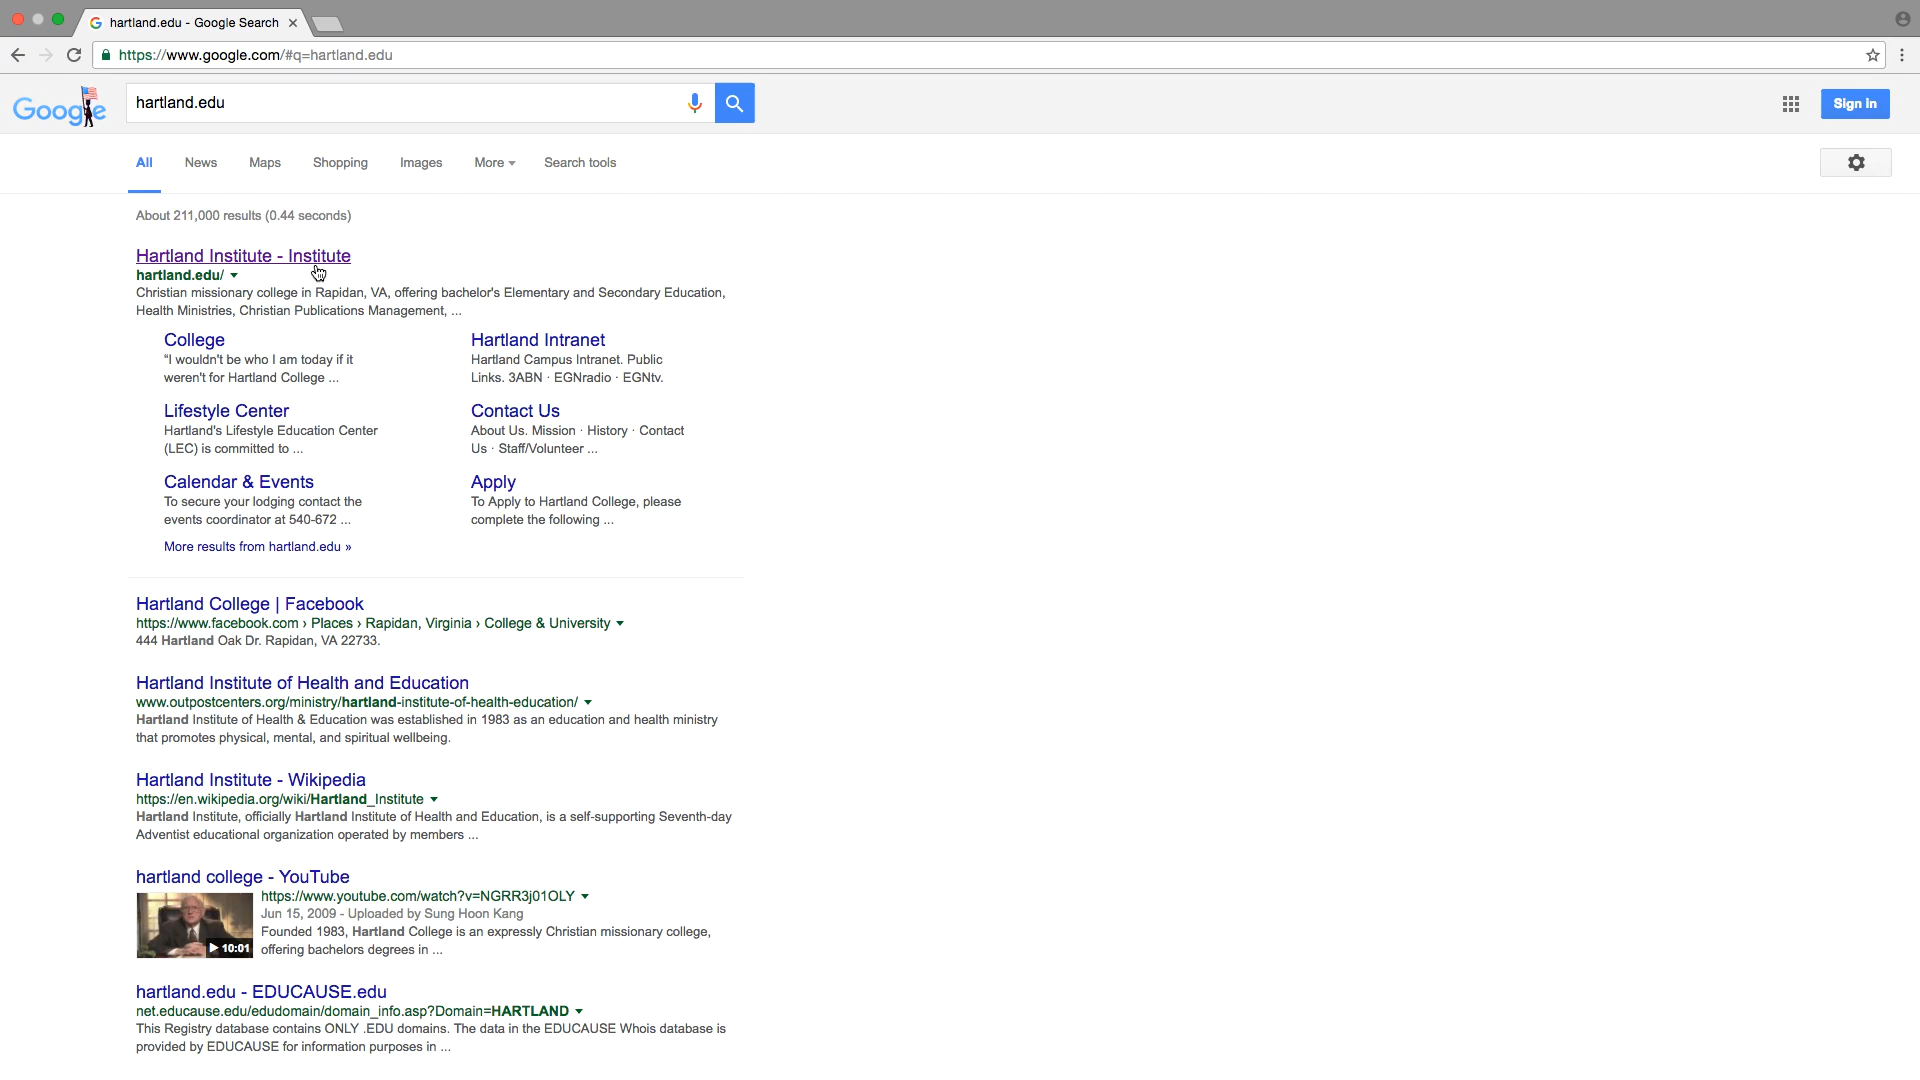 hartland.edu - Google Search
https://www.google.com/#q=hartland.edu
Google
hartland.edu
Sign in
All News Maps Shopping Images More Search tools
About 211,000 results (0.44 seconds)
Hartland Institute - Institute
hartland.edu/
Christian missionary college in Rapidan, VA, offering bachelor's Elementary and Secondary Education,
Health Ministries, Christian Publications Management, ...
College
“I wouldn't be who I am today if it
weren't for Hartland College ...
Hartland Intranet
Hartland Campus Intranet. Public
Links. 3ABN · EGNradio · EGNtv.
Lifestyle Center
Hartland's Lifestyle Education Center
(LEC) is committed to ...
Contact Us
About Us. Mission · History · Contact
Us · Staff/Volunteer ...
Calendar & Events
To secure your lodging contact the
events coordinator at 540-672 ...
Apply
To Apply to Hartland College, please
complete the following ...
More results from hartland.edu »
Hartland College | Facebook
https://www.facebook.com › Places › Rapidan, Virginia › College & University
444 Hartland Oak Dr. Rapidan, VA 22733.
Hartland Institute of Health and Education
www.outpostcenters.org/ministry/hartland-institute-of-health-education/
Hartland Institute of Health & Education was established in 1983 as an education and health ministry
that promotes physical, mental, and spiritual wellbeing.
Hartland Institute - Wikipedia
https://en.wikipedia.org/wiki/Hartland_Institute
Hartland Institute, officially Hartland Institute of Health and Education, is a self-supporting Seventh-day
Adventist educational organization operated by members ...
hartland college - YouTube
https://www.youtube.com/watch?v=NGRR3j01OLY
Jun 15, 2009 - Uploaded by Sung Hoon Kang
Founded 1983, Hartland College is an expressly Christian missionary college,
offering bachelors degrees in ...
10:01
hartland.edu - EDUCAUSE.edu
net.educause.edu/edudomain/domain_info.asp?Domain=HARTLAND
This Registry database contains ONLY .EDU domains. The data in the EDUCAUSE Whois database is
provided by EDUCAUSE for information purposes in ...